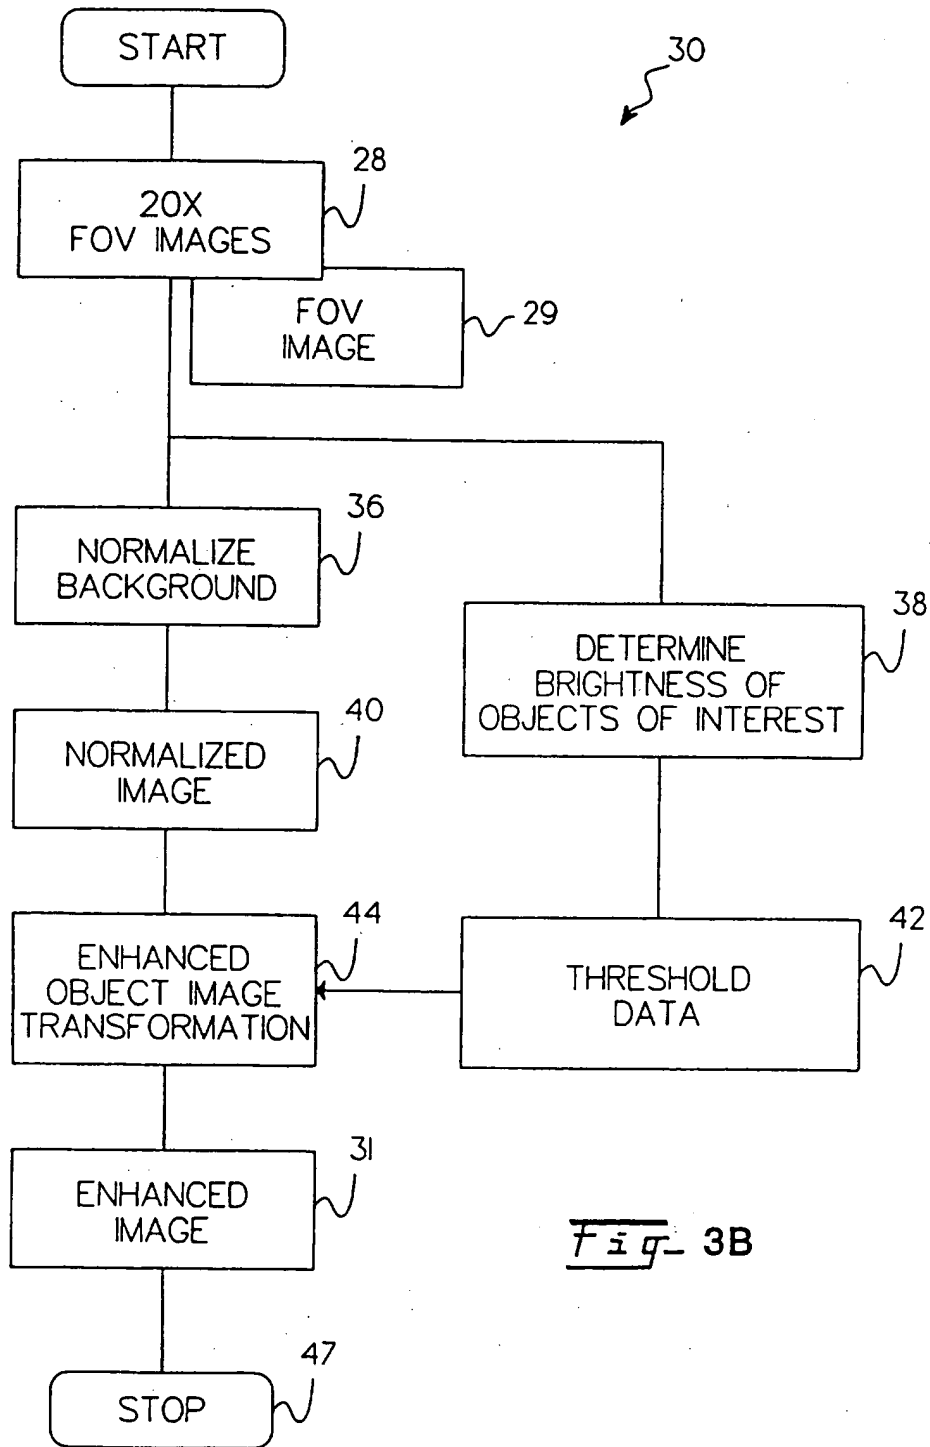 START
30
28
20X
FOV IMAGES
FOV
IMAGE
29
36
NORMALIZE
BACKGROUND
38
DETERMINE
BRIGHTNESS OF
OBJECTS OF INTEREST
40
NORMALIZED
IMAGE
44
ENHANCED
OBJECT IMAGE
TRANSFORMATION
42
THRESHOLD
DATA
31
ENHANCED
IMAGE
Fig 3B
47
STOP